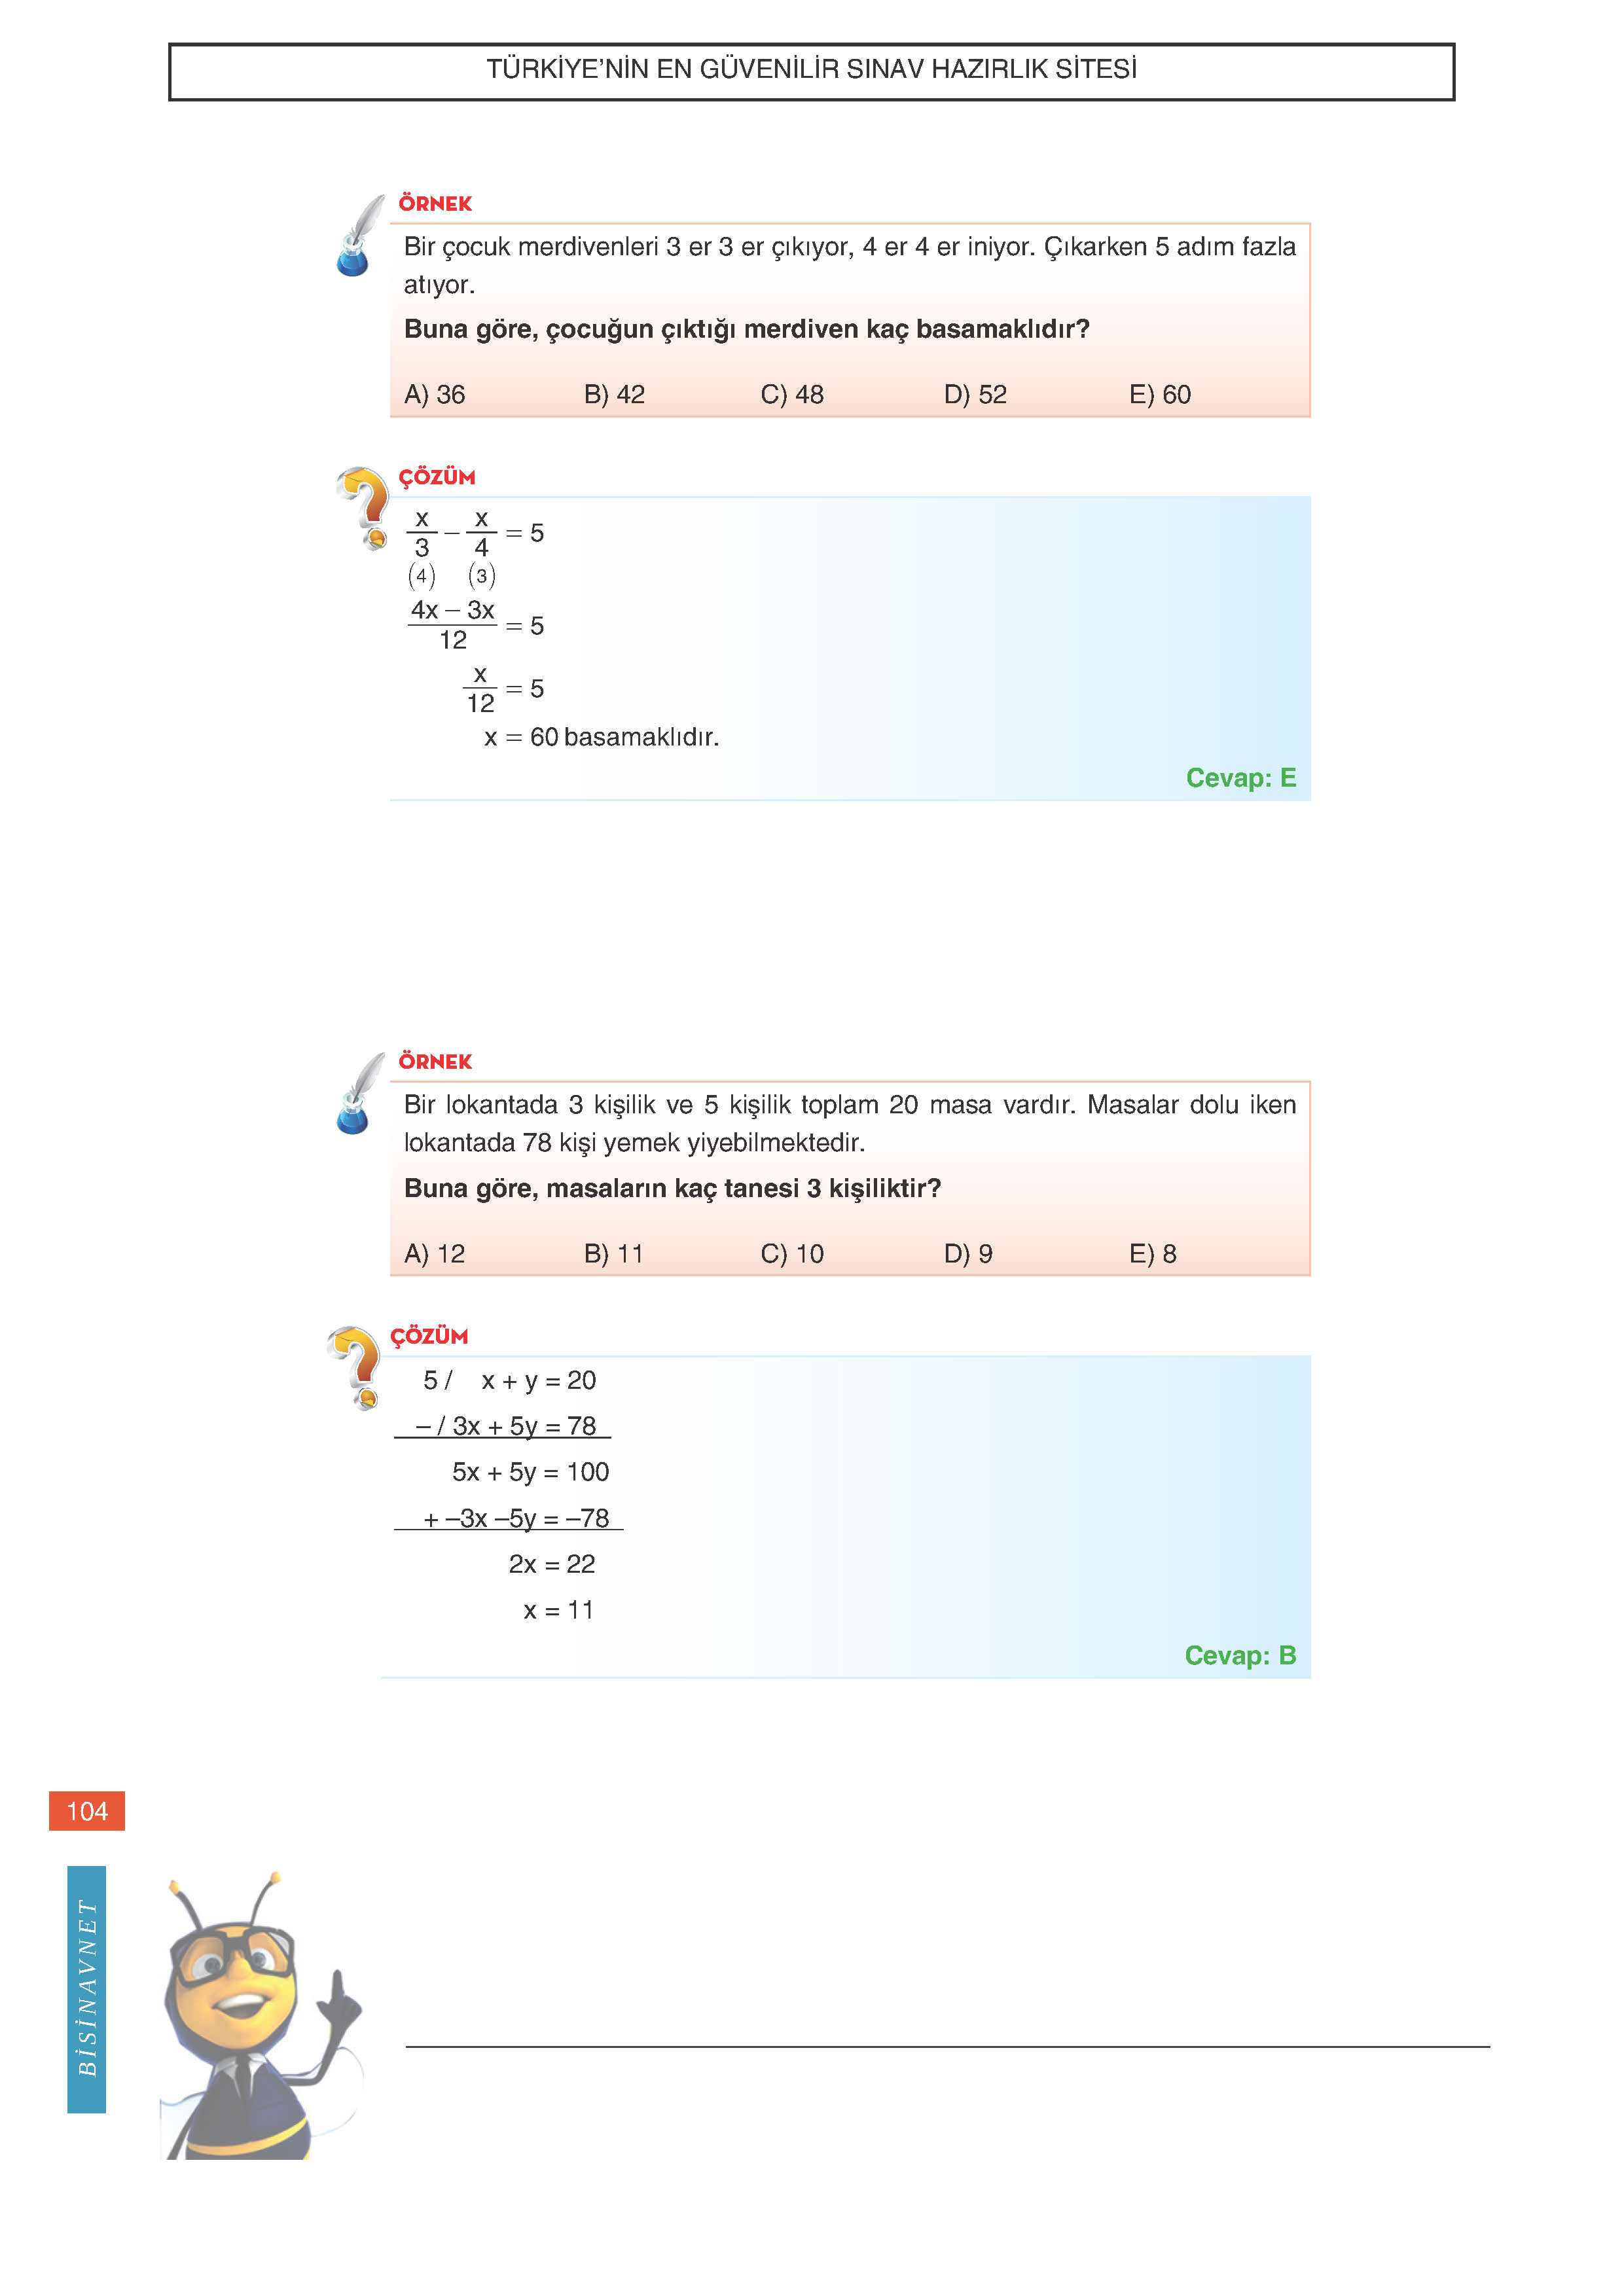 TÜRKİYE'NİN EN GÜVENİLİR SINAV HAZIRLIK SİTESİ
ÖRNEK
Bir çocuk merdivenleri 3 er 3 er çıkıyor, 4 er 4 er iniyor. Çıkarken 5 adım fazla
atıyor.
Buna göre, çocuğun çıktığı merdiven kaç basamaklıdır?
A) 36 B) 42 C) 48 D) 52 E) 60
ÇÖZÜM
x/3 – x/4 = 5
(4) (3)
4x – 3x/12 = 5
x/12 = 5
x = 60 basamaklıdır.
Cevap: E
ÖRNEK
Bir lokantada 3 kişilik ve 5 kişilik toplam 20 masa vardır. Masalar dolu iken
lokantada 78 kişi yemek yiyebilmektedir.
Buna göre, masaların kaç tanesi 3 kişiliktir?
A) 12 B) 11 C) 10 D) 9 E) 8
ÇÖZÜM
5 / x + y = 20
– / 3x + 5y = 78
5x + 5y = 100
+ –3x –5y = –78
2x = 22
x = 11
Cevap: B
104
BİSİNAVNET